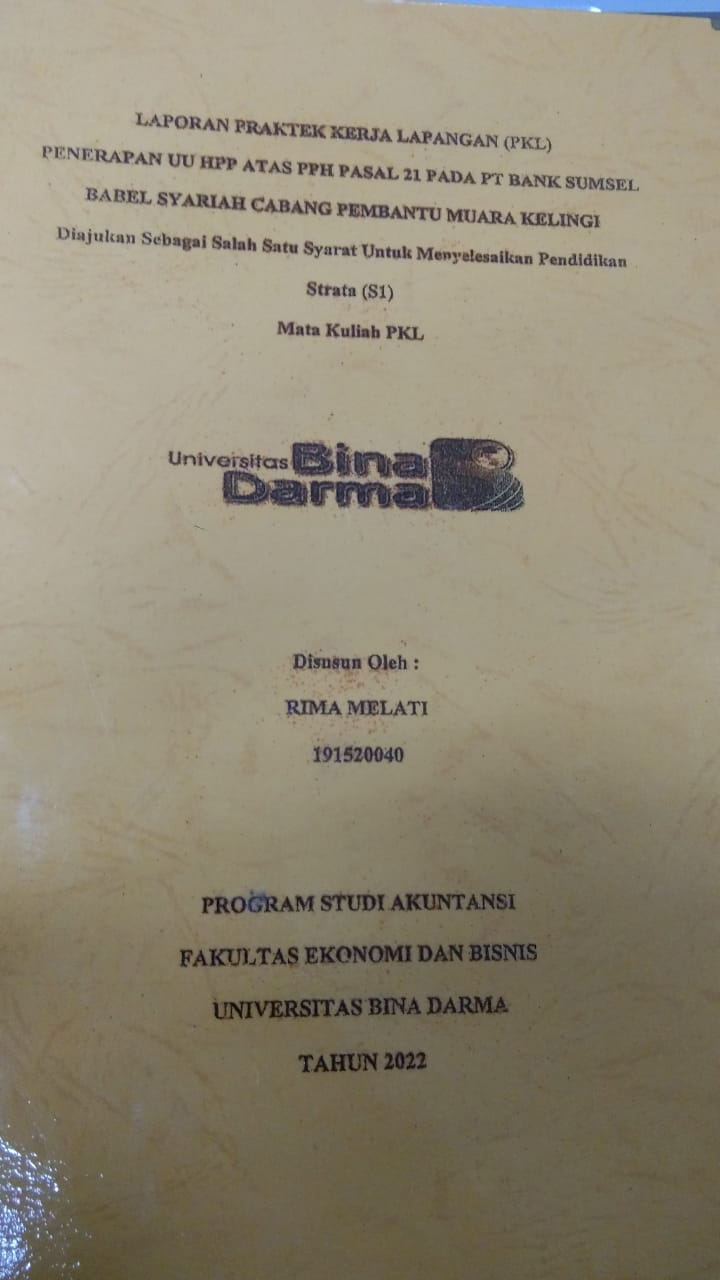 LAPORAN PRAKTEK KERJA LAPANGAN (PKL)
PENERAPAN UU HPP ATAS PPH PASAL 21 PADA PT BANK SUMSEL
BABEL SYARIAH CABANG PEMBANTU MUARA KELINGI
Diajukan Sebagai Salah Satu Syarat Untuk Menyelesaikan Pendidikan
Strata (S1)
Mata Kuliah PKL
Universitas Bina
Darma
Disusun Oleh :
RIMA MELATI
191520040
PROGRAM STUDI AKUNTANSI
FAKULTAS EKONOMI DAN BISNIS
UNIVERSITAS BINA DARMA
TAHUN 2022